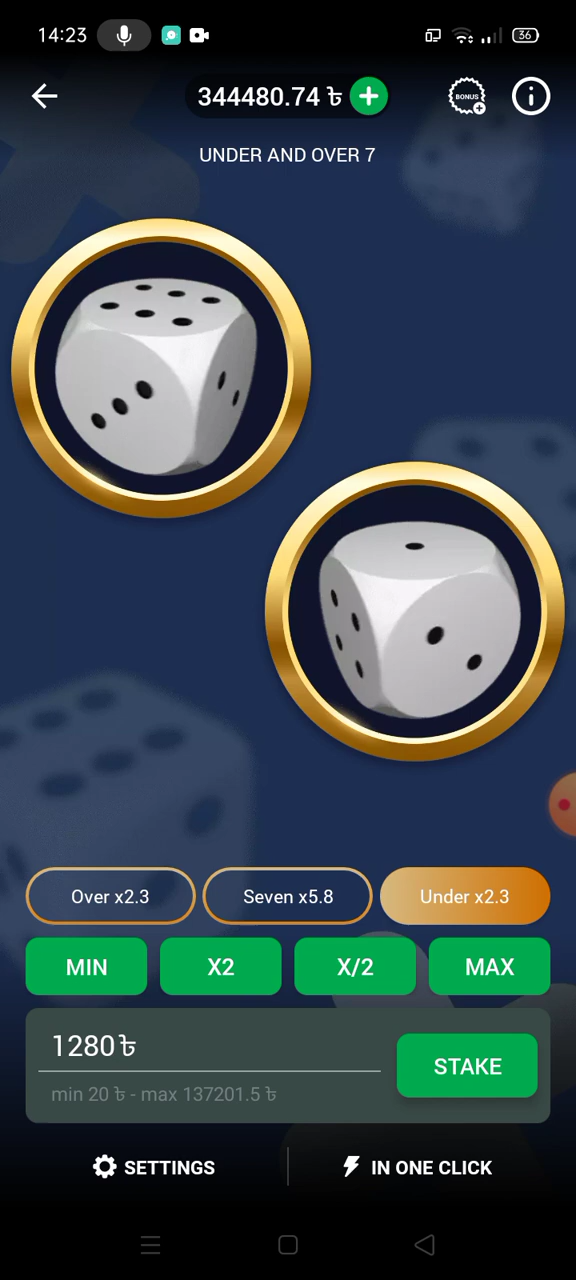 14:23
36
344480.74 ৳
BONUS
UNDER AND OVER 7
Over x2.3
Seven x5.8
Under x2.3
MIN
X2
X/2
MAX
1280৳
STAKE
min 20 ৳ - max 137201.5 ৳
SETTINGS
IN ONE CLICK